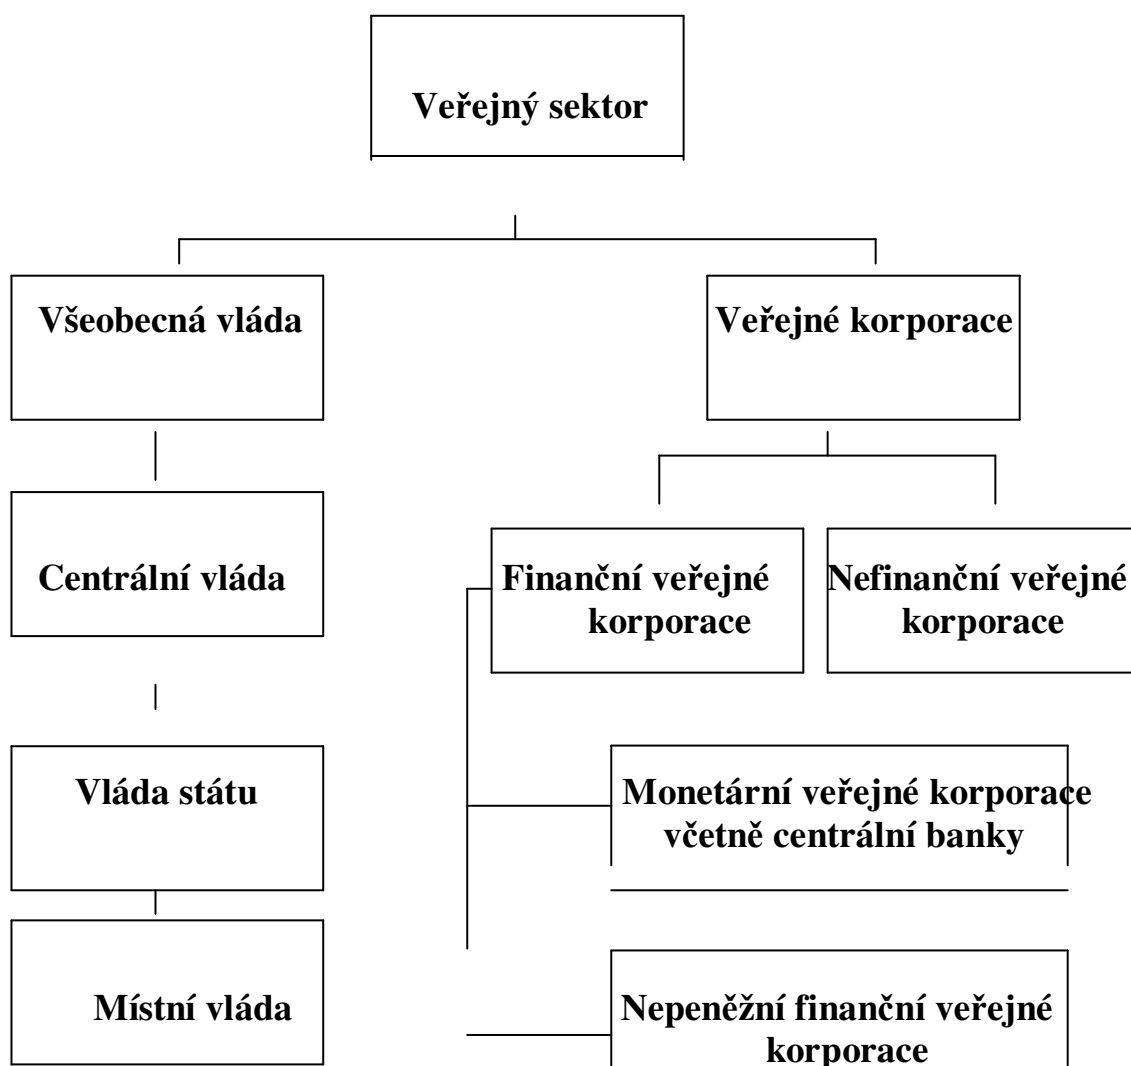 Veřejný sektor
Všeobecná vláda
Veřejné korporace
Centrální vláda
Finanční veřejné
korporace
Nefinanční veřejné
korporace
Vláda státu
Monetární veřejné korporace
včetně centrální banky
Místní vláda
Nepeněžní finanční veřejné
korporace